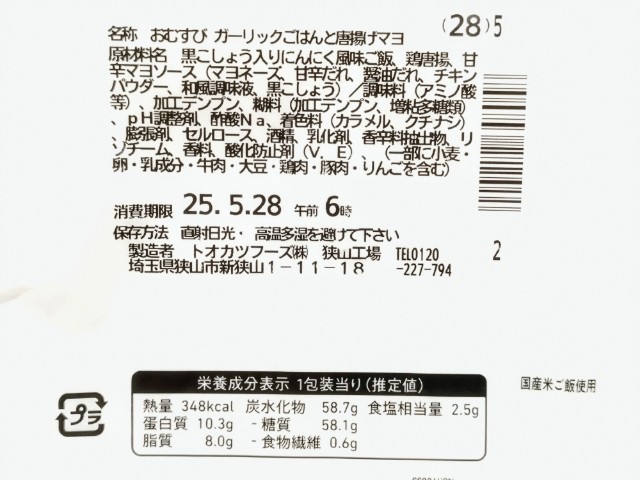 名称 おむすび ガーリックごはんと唐揚げマヨ
(28)5
原材料名 黒こしょう入りにんにく風味ご飯、鶏唐揚、甘
辛マヨソース(マヨネーズ、甘辛だれ、醤油だれ、チキン
パウダー、和風調味液、黒こしょう)/調味料(アミノ酸
等)、加工デンプン、糊料(加工デンプン、増粘多糖類)
、pH調整剤、酢酸Na、着色料(カラメル、クチナシ)
、膨張剤、セルロース、酒精、乳化剤、香辛料抽出物、リ
ゾチーム、香料、酸化防止剤(V.E)、(一部に小麦・
卵・乳成分・牛肉・大豆・鶏肉・豚肉・りんごを含む)
消費期限 25. 5.28 午前 6時
保存方法 直射日光・高温多湿を避けて下さい
製造者 トオカツフーズ㈱ 狭山工場 TEL0120
埼玉県狭山市新狭山1-11-18 -227-794
2
栄養成分表示 1包装当り(推定値)
熱量 348kcal 炭水化物 58.7g 食塩相当量 2.5g
蛋白質 10.3g - 糖質 58.1g
脂質 8.0g - 食物繊維 0.6g
国産米ご飯使用
プラ